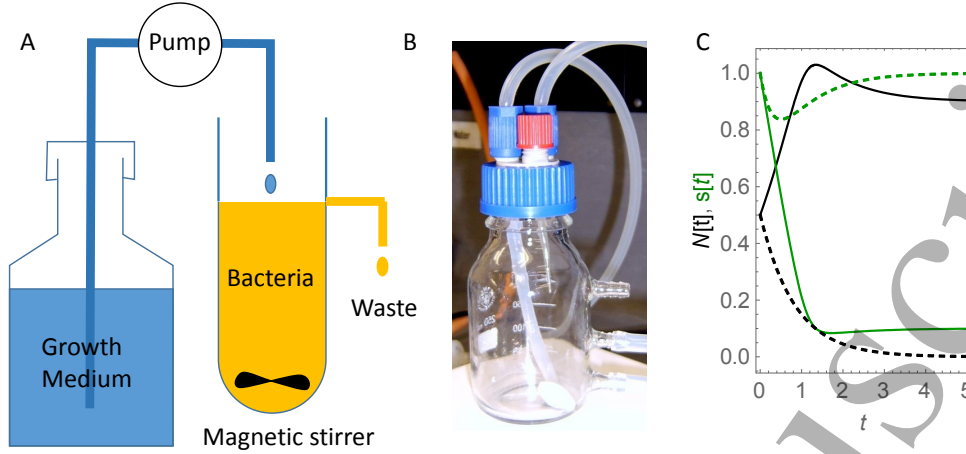 A
Pump
Growth
Medium
Bacteria
Waste
Magnetic stirrer
B
C
N[t], s[t]
1.0
0.8
0.6
0.4
0.2
0.0
0
1
2
3
4
5
t